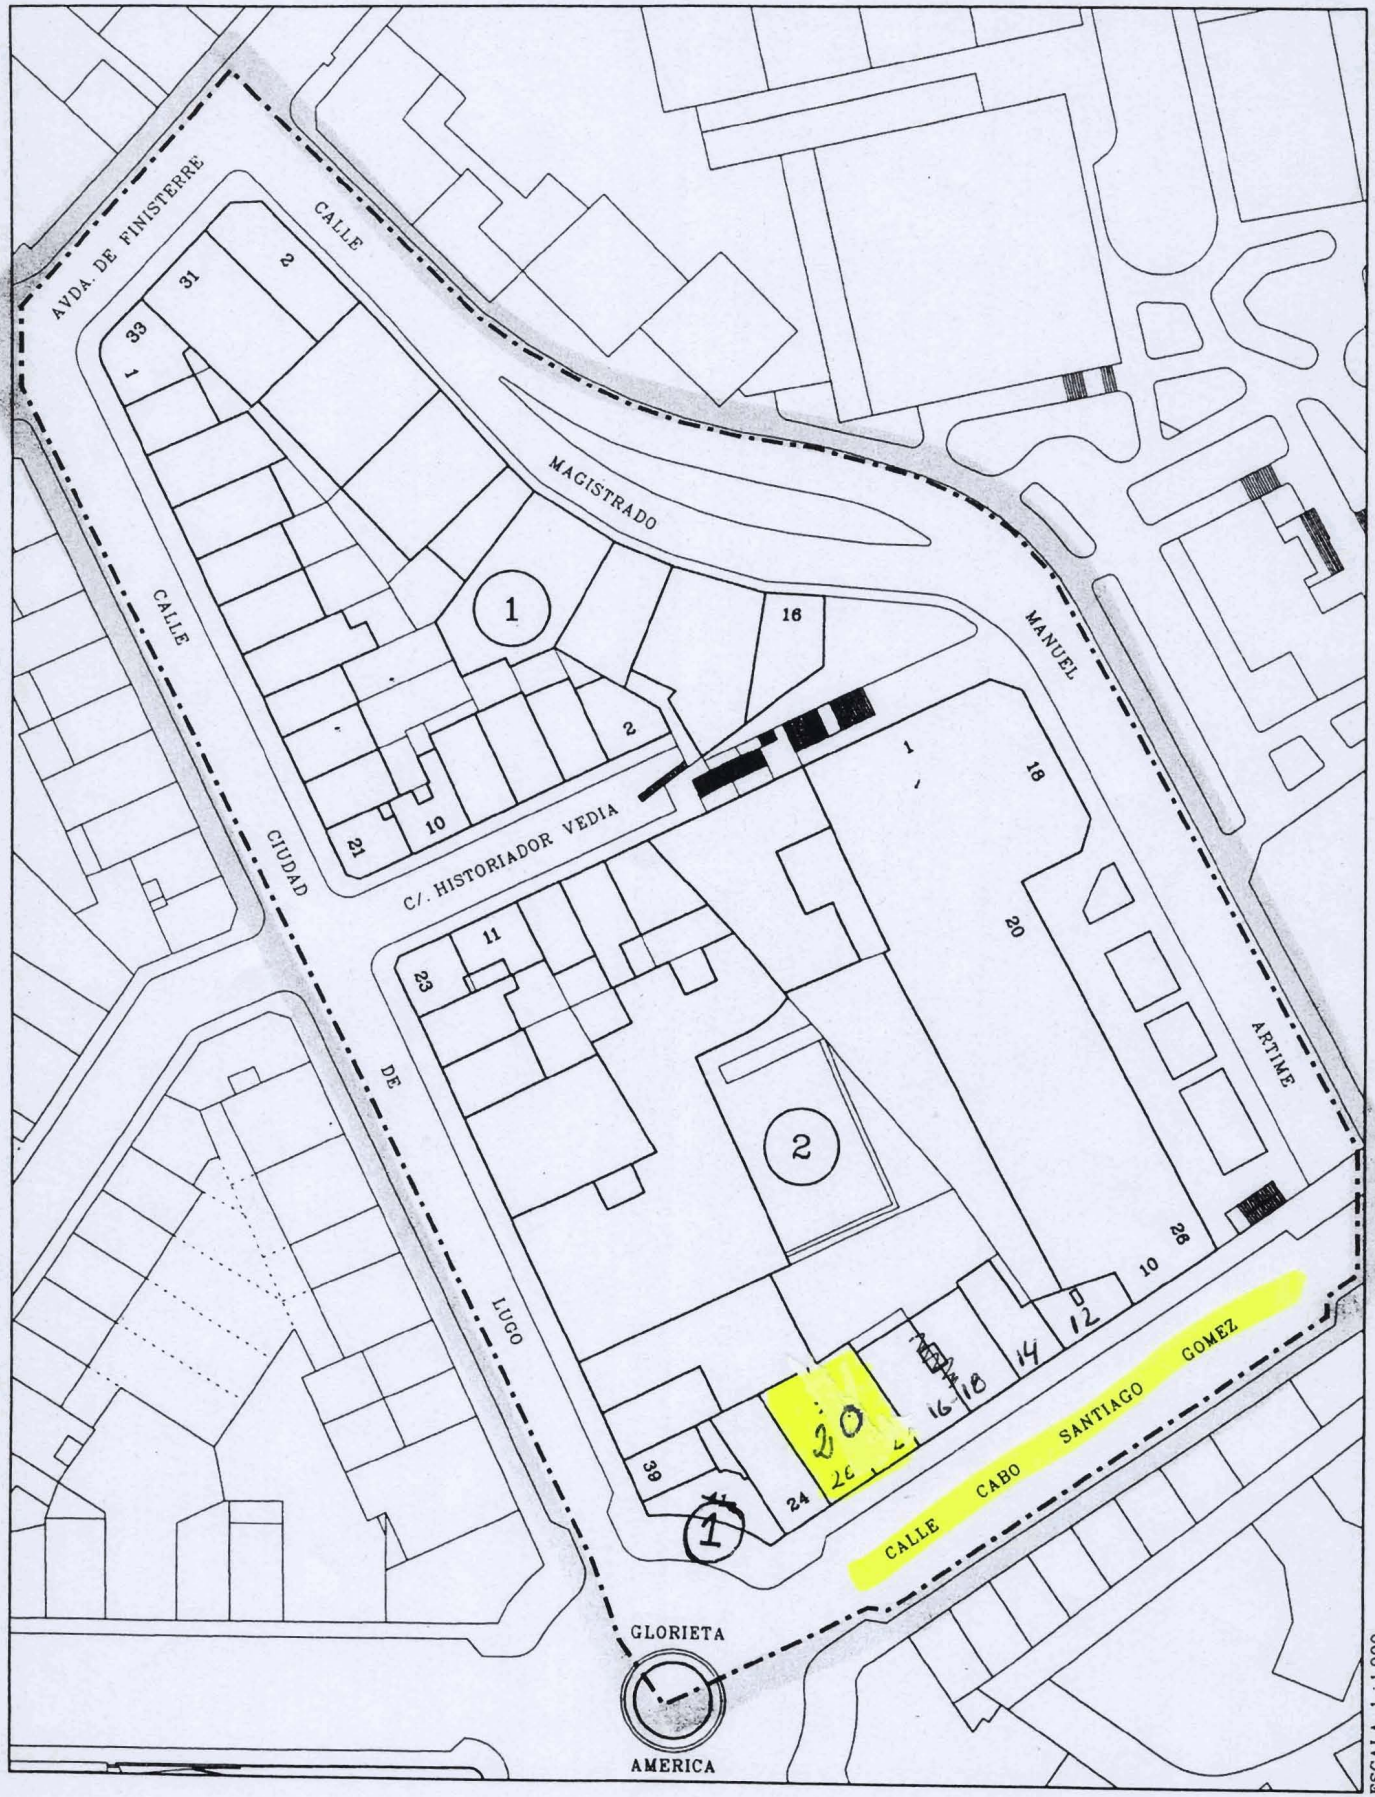 AVDA. DE FINISTERRE
CALLE
2
31
33
1
MAGISTRADO
CALLE
1
16
MANUEL
2
1
18
21
10
C/. HISTORIADOR VEDIA
CIUDAD
11
23
20
DE
ARTIME
2
26
10
LUGO
12
14
GOMEZ
18
16
20
SANTIAGO
39
24
CABO
1
CALLE
GLORIETA
AMERICA